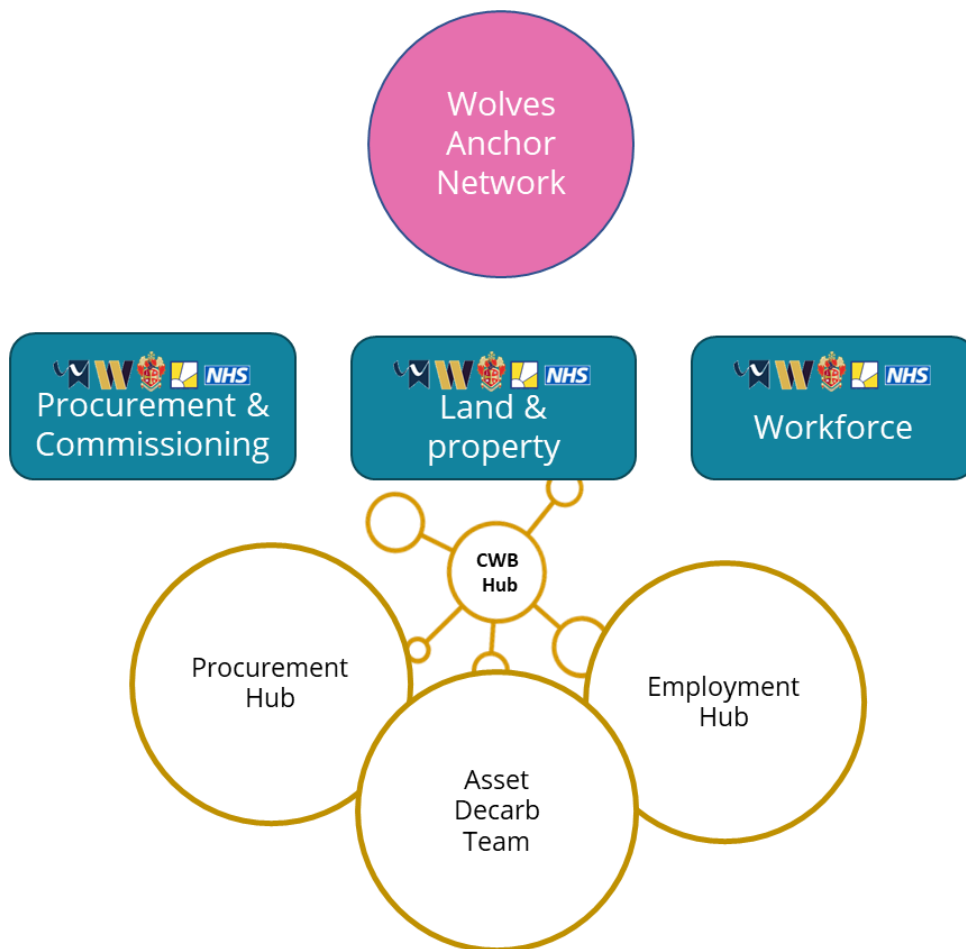 Wolves
Anchor
Network
NHS
Procurement &
Commissioning
NHS
Land &
property
NHS
Workforce
CWB
Hub
Procurement
Hub
Employment
Hub
Asset
Decarb
Team